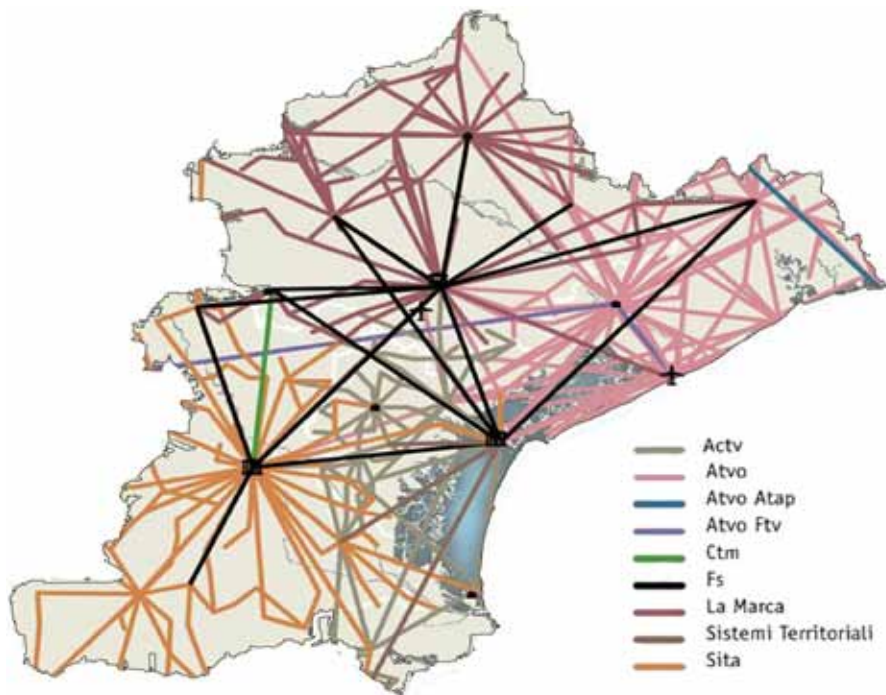 Actv
Atvo
Atvo Atap
Atvo Ftv
Ctm
Fs
La Marca
Sistemi Territoriali
Sita